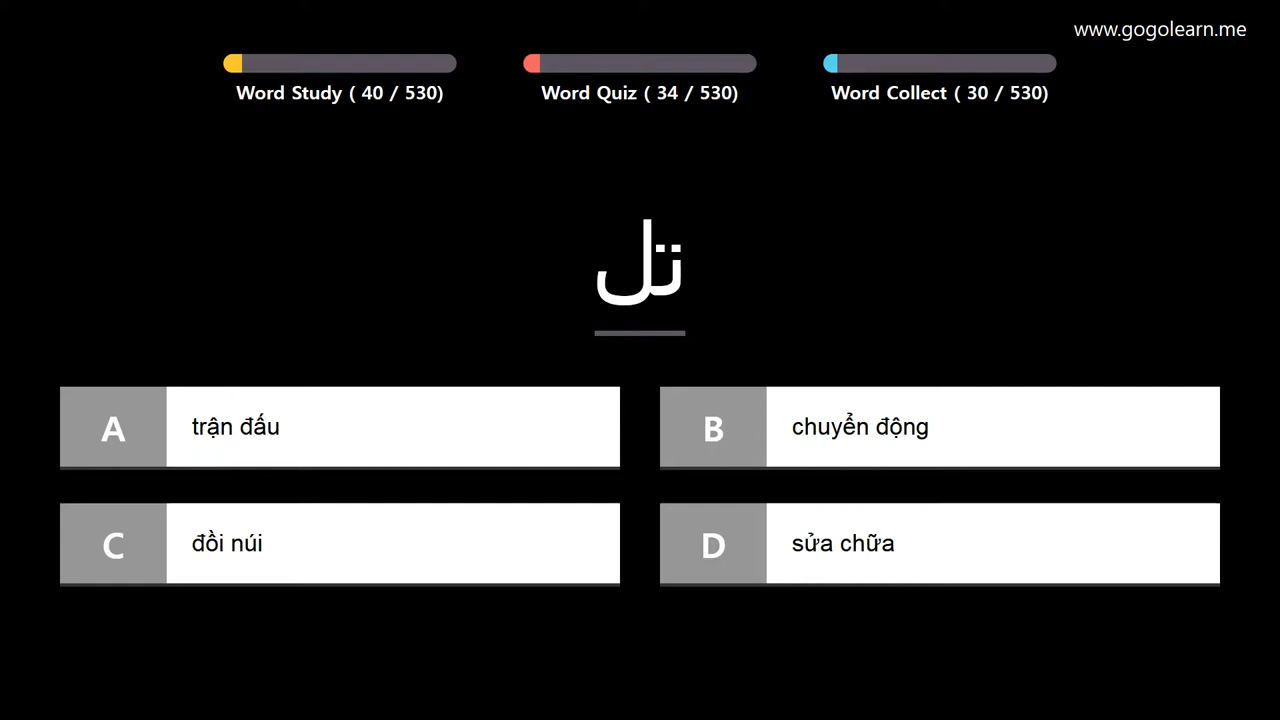 www.gogolearn.me
Word Study ( 40 / 530)
Word Quiz ( 34 / 530)
Word Collect ( 30 / 530)
تل
A
trận đấu
B
chuyển động
C
đồi núi
D
sửa chữa